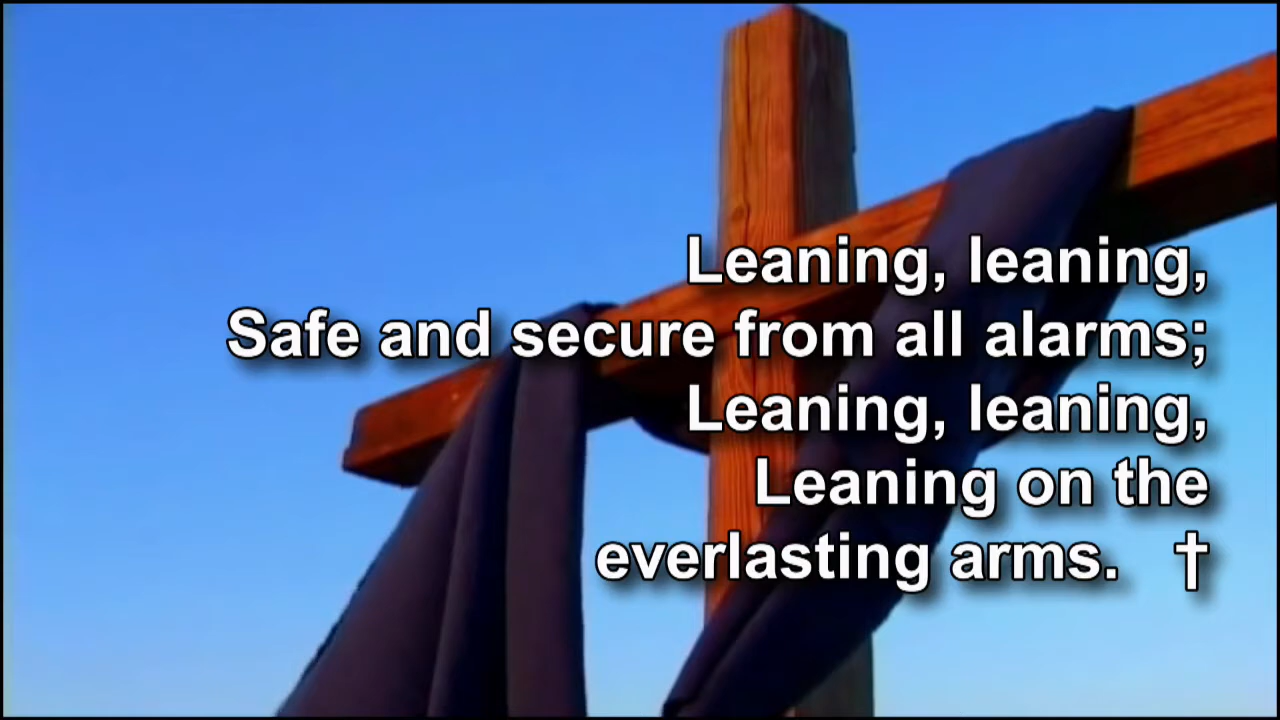 Leaning, leaning,
Safe and secure from all alarms;
Leaning, leaning,
Leaning on the
everlasting arms. †